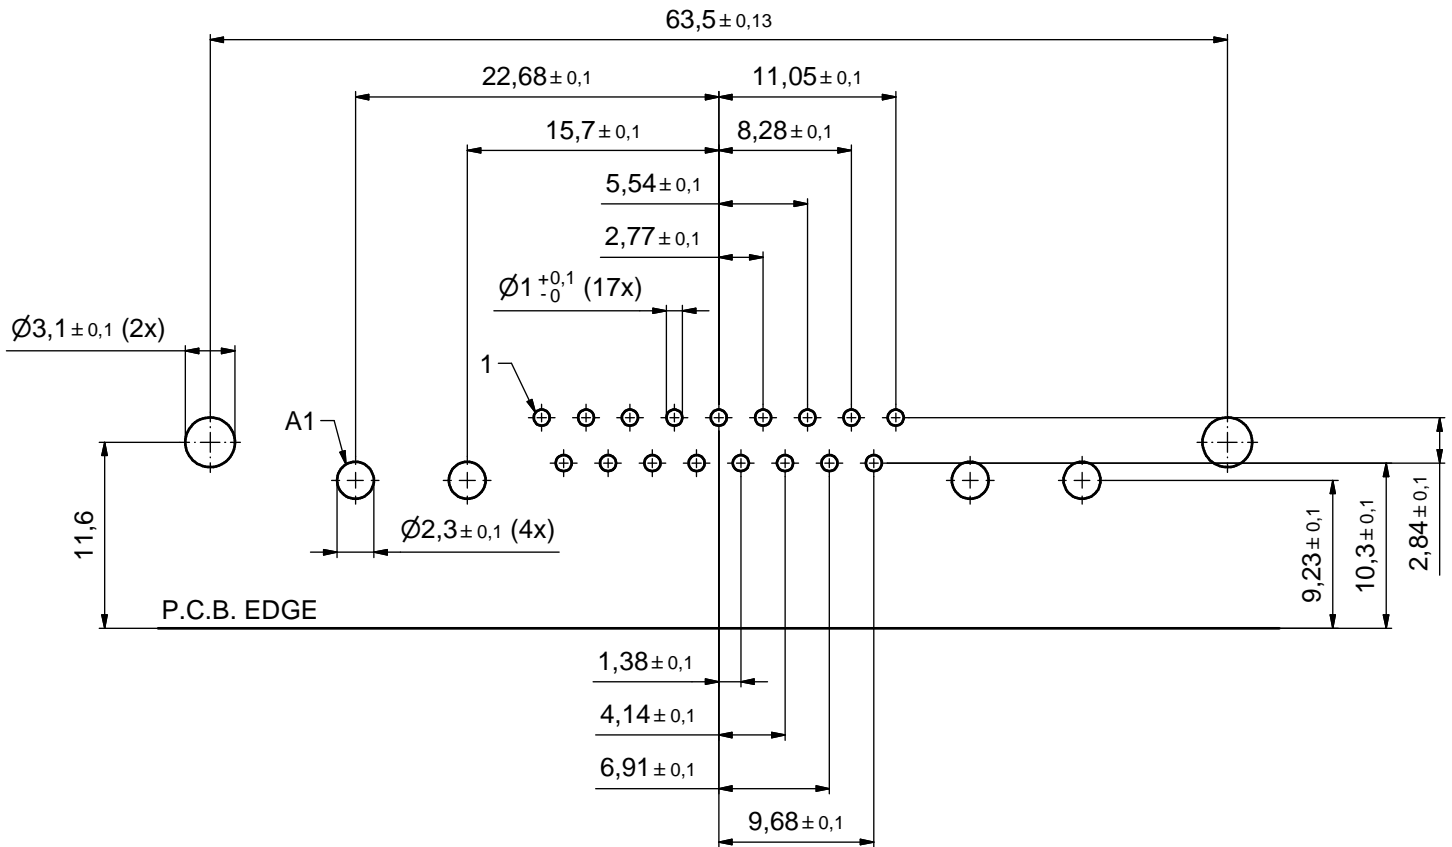 63,5 ± 0,13
22,68 ± 0,1
11,05 ± 0,1
15,7 ± 0,1
8,28 ± 0,1
5,54 ± 0,1
2,77 ± 0,1
Ø1 +0,1 -0 (17x)
Ø3,1 ± 0,1 (2x)
1
A1
Ø2,3 ± 0,1 (4x)
11,6
9,23 ± 0,1
10,3 ± 0,1
2,84 ± 0,1
P.C.B. EDGE
1,38 ± 0,1
4,14 ± 0,1
6,91 ± 0,1
9,68 ± 0,1